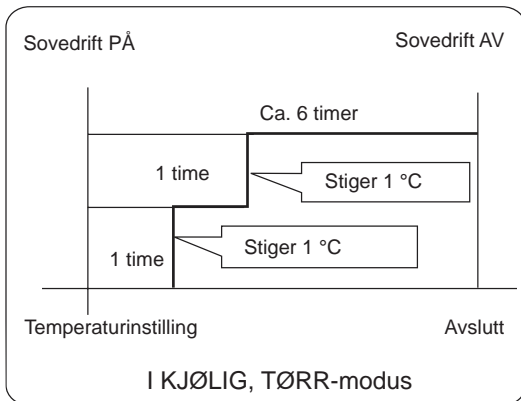 Sovedrift PÅ
Sovedrift AV
Ca. 6 timer
1 time
Stiger 1 °C
1 time
Stiger 1 °C
Temperaturinstilling
Avslutt
I KJØLIG, TØRR-modus